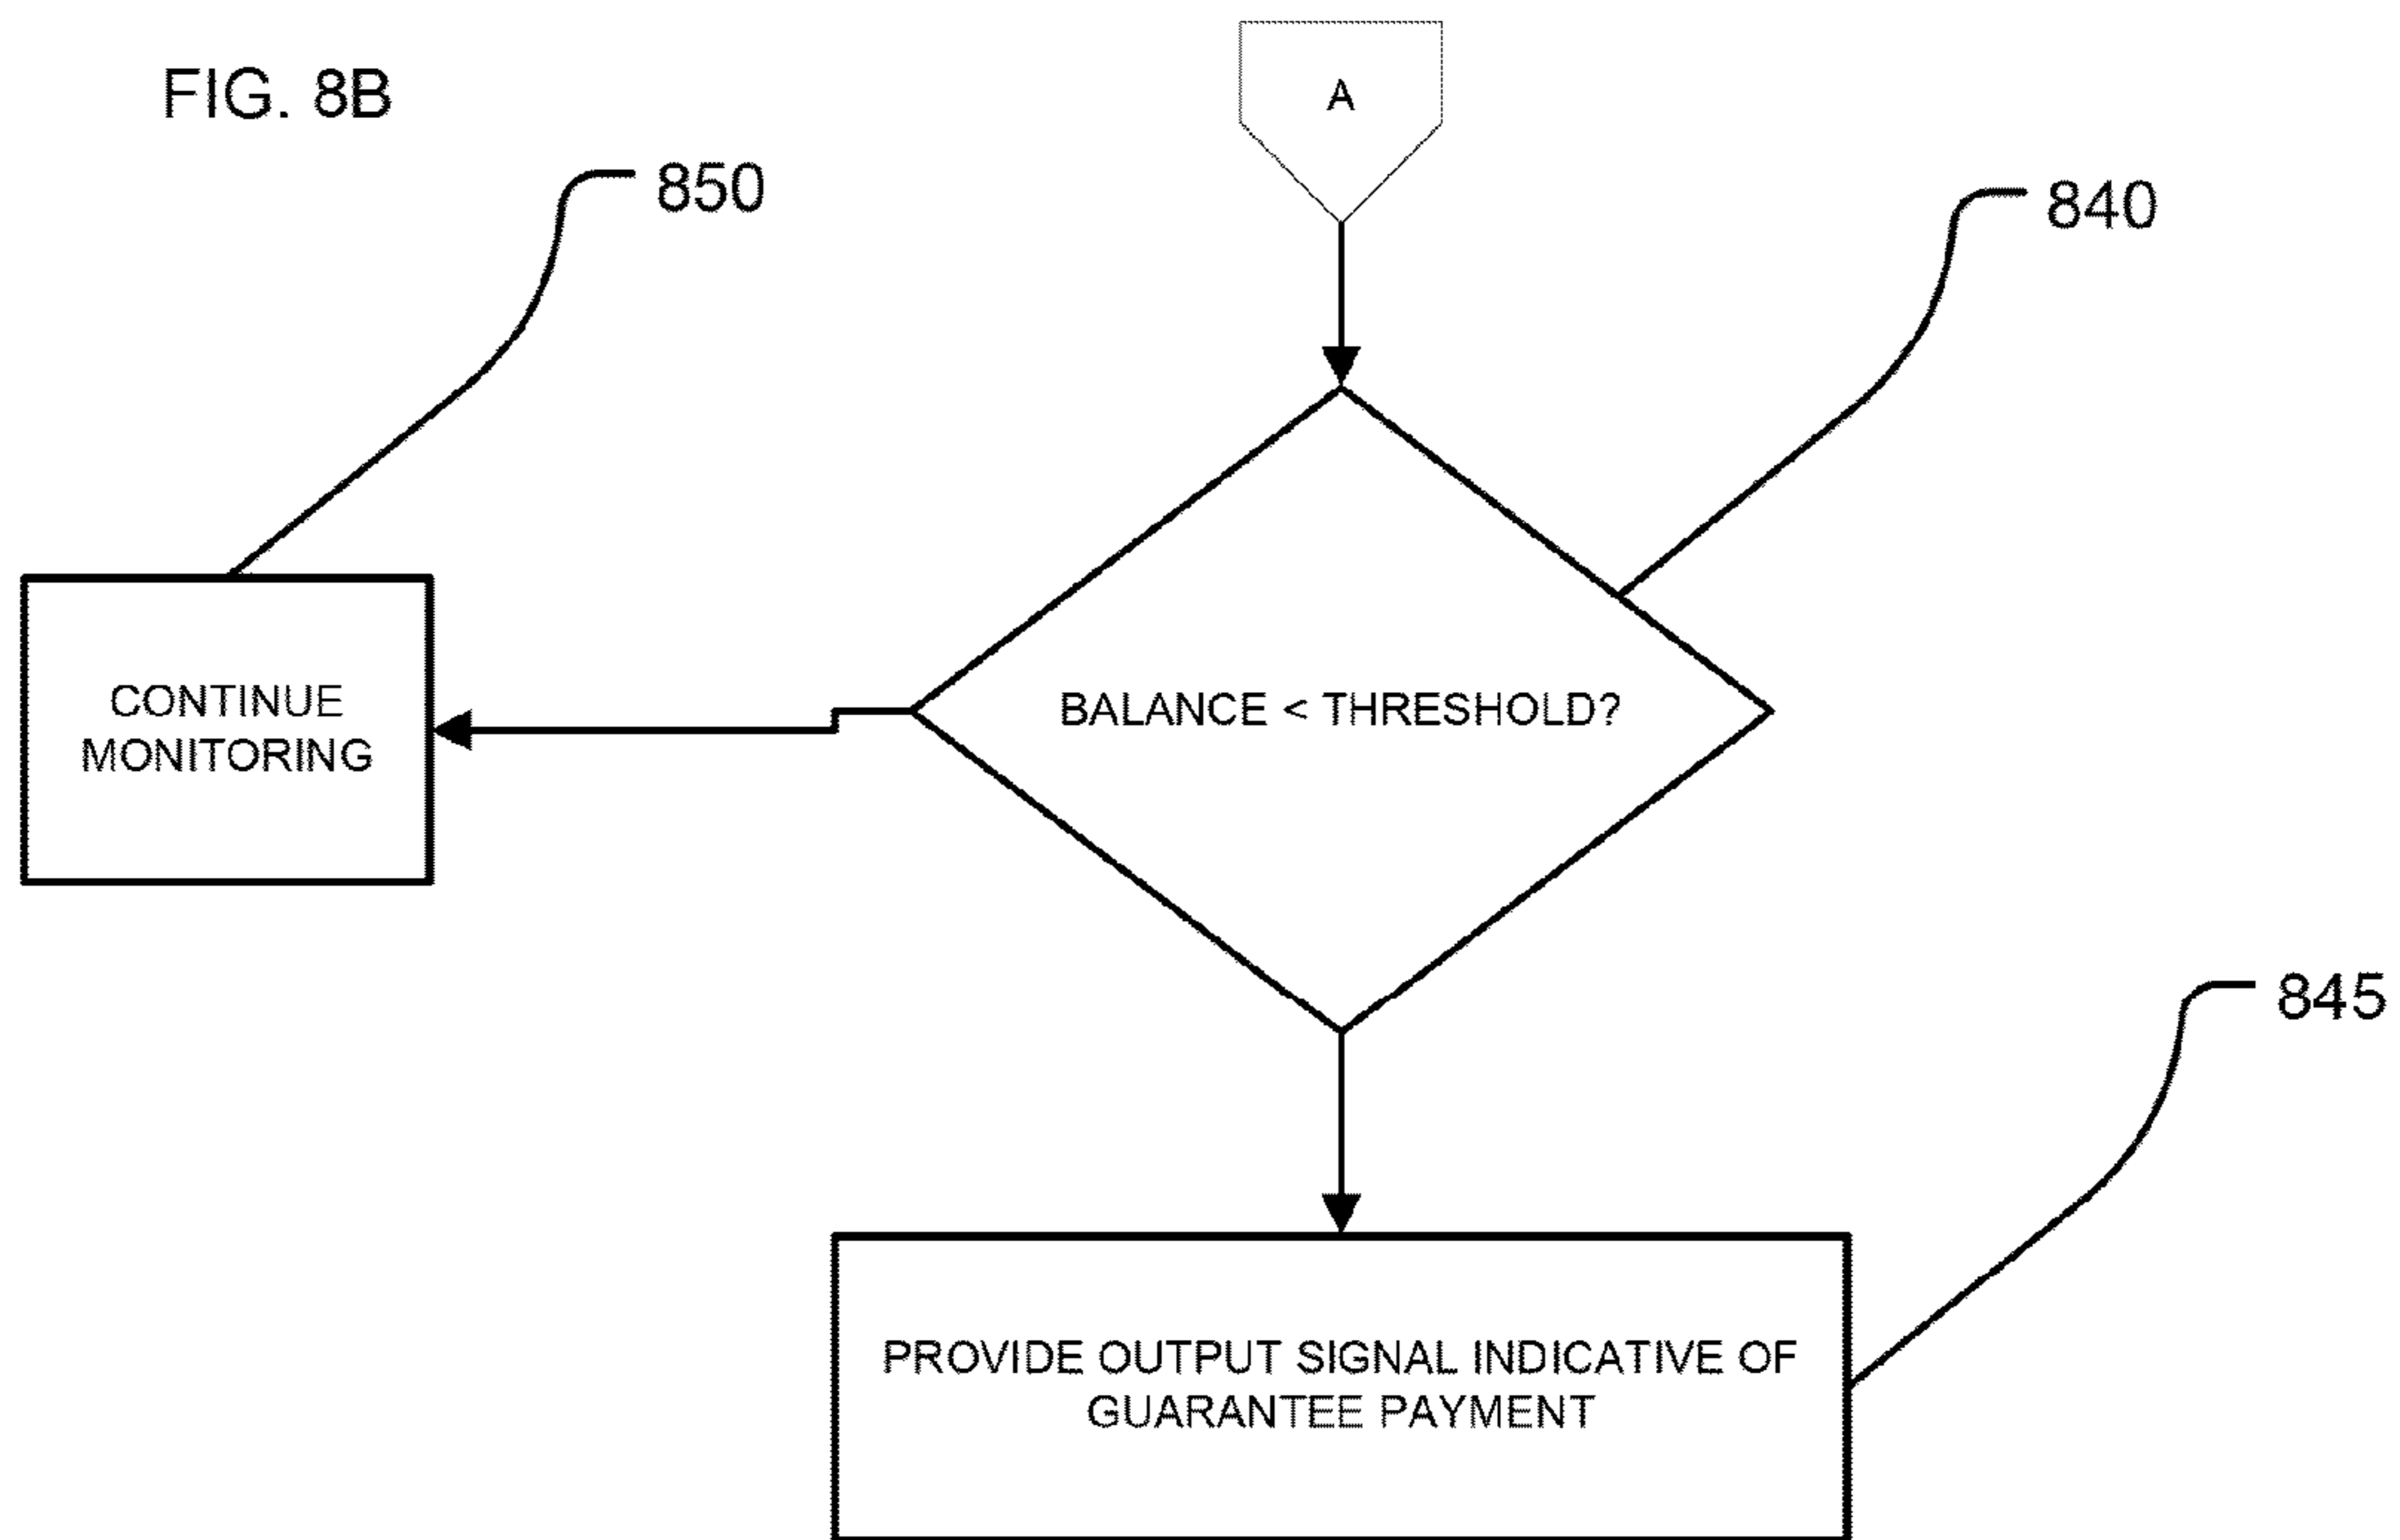 FIG. 8B
A
850
840
CONTINUE
MONITORING
BALANCE < THRESHOLD?
845
PROVIDE OUTPUT SIGNAL INDICATIVE OF
GUARANTEE PAYMENT